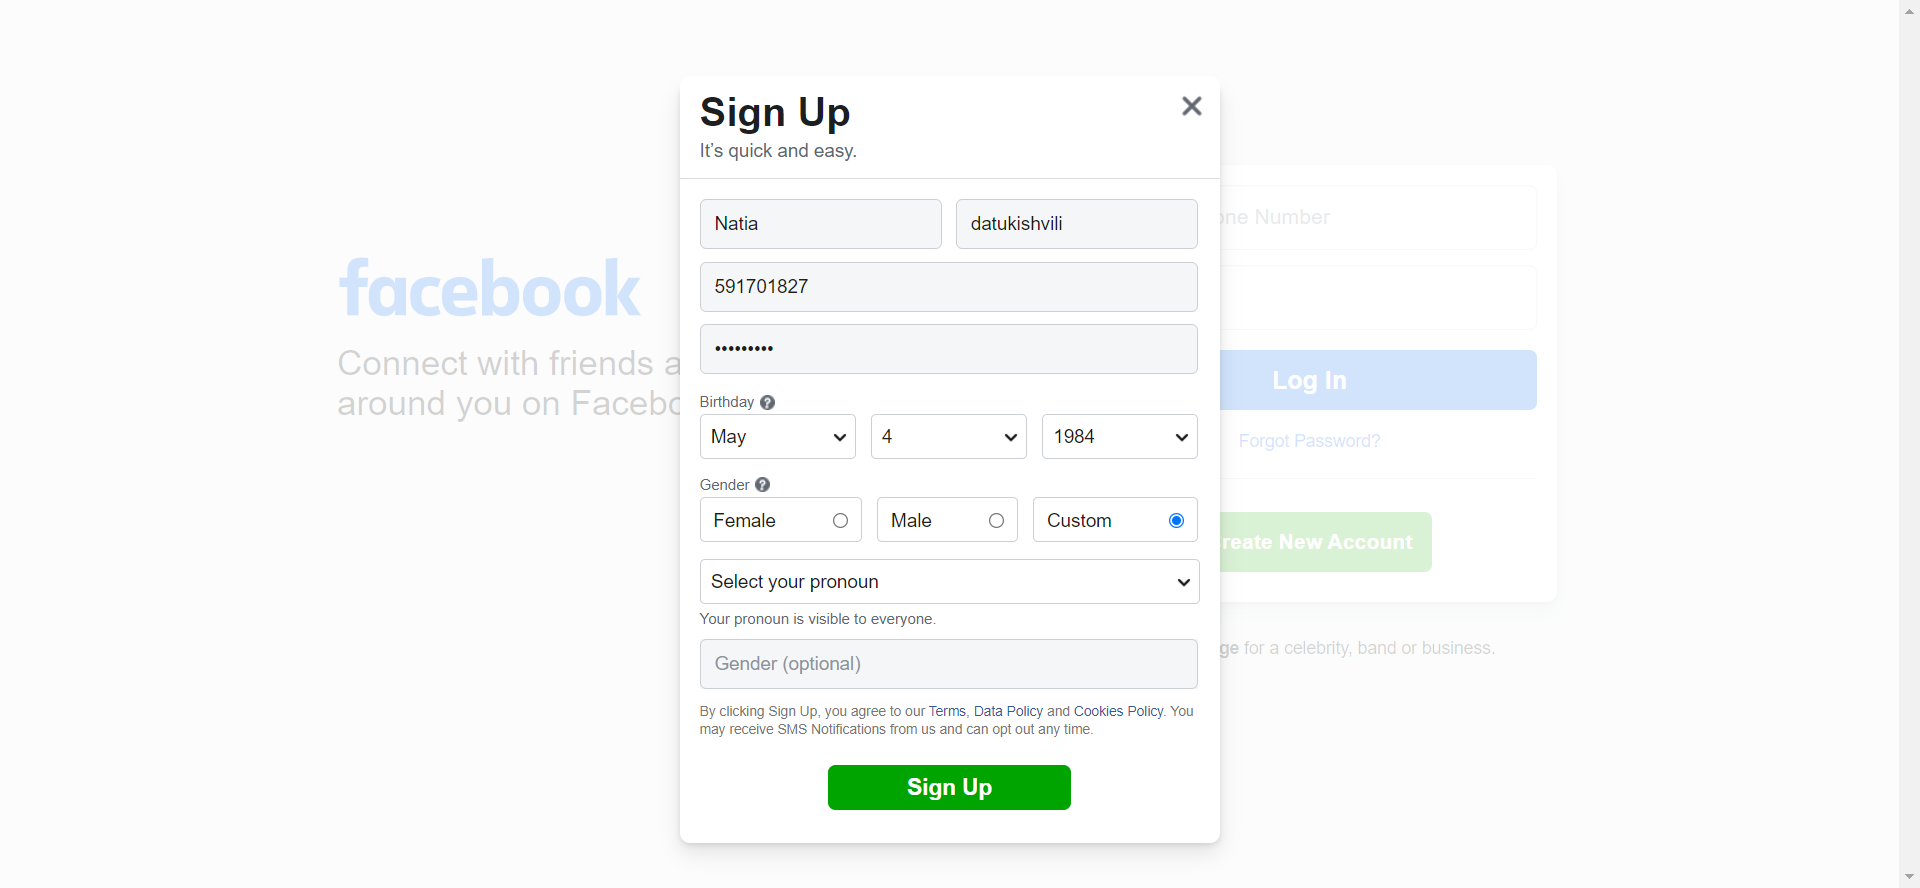 Sign Up
It's quick and easy.
Natia datukishvili
591701827
•••••••••
Birthday ?
May 4 1984
Gender ?
Female Male Custom
Select your pronoun
Your pronoun is visible to everyone.
Gender (optional)
By clicking Sign Up, you agree to our Terms, Data Policy and Cookies Policy. You
may receive SMS Notifications from us and can opt out any time.
Sign Up
facebook
Connect with friends
around you on
Number
Log In
Forgot Password?
New Account
for a celebrity, band or business.